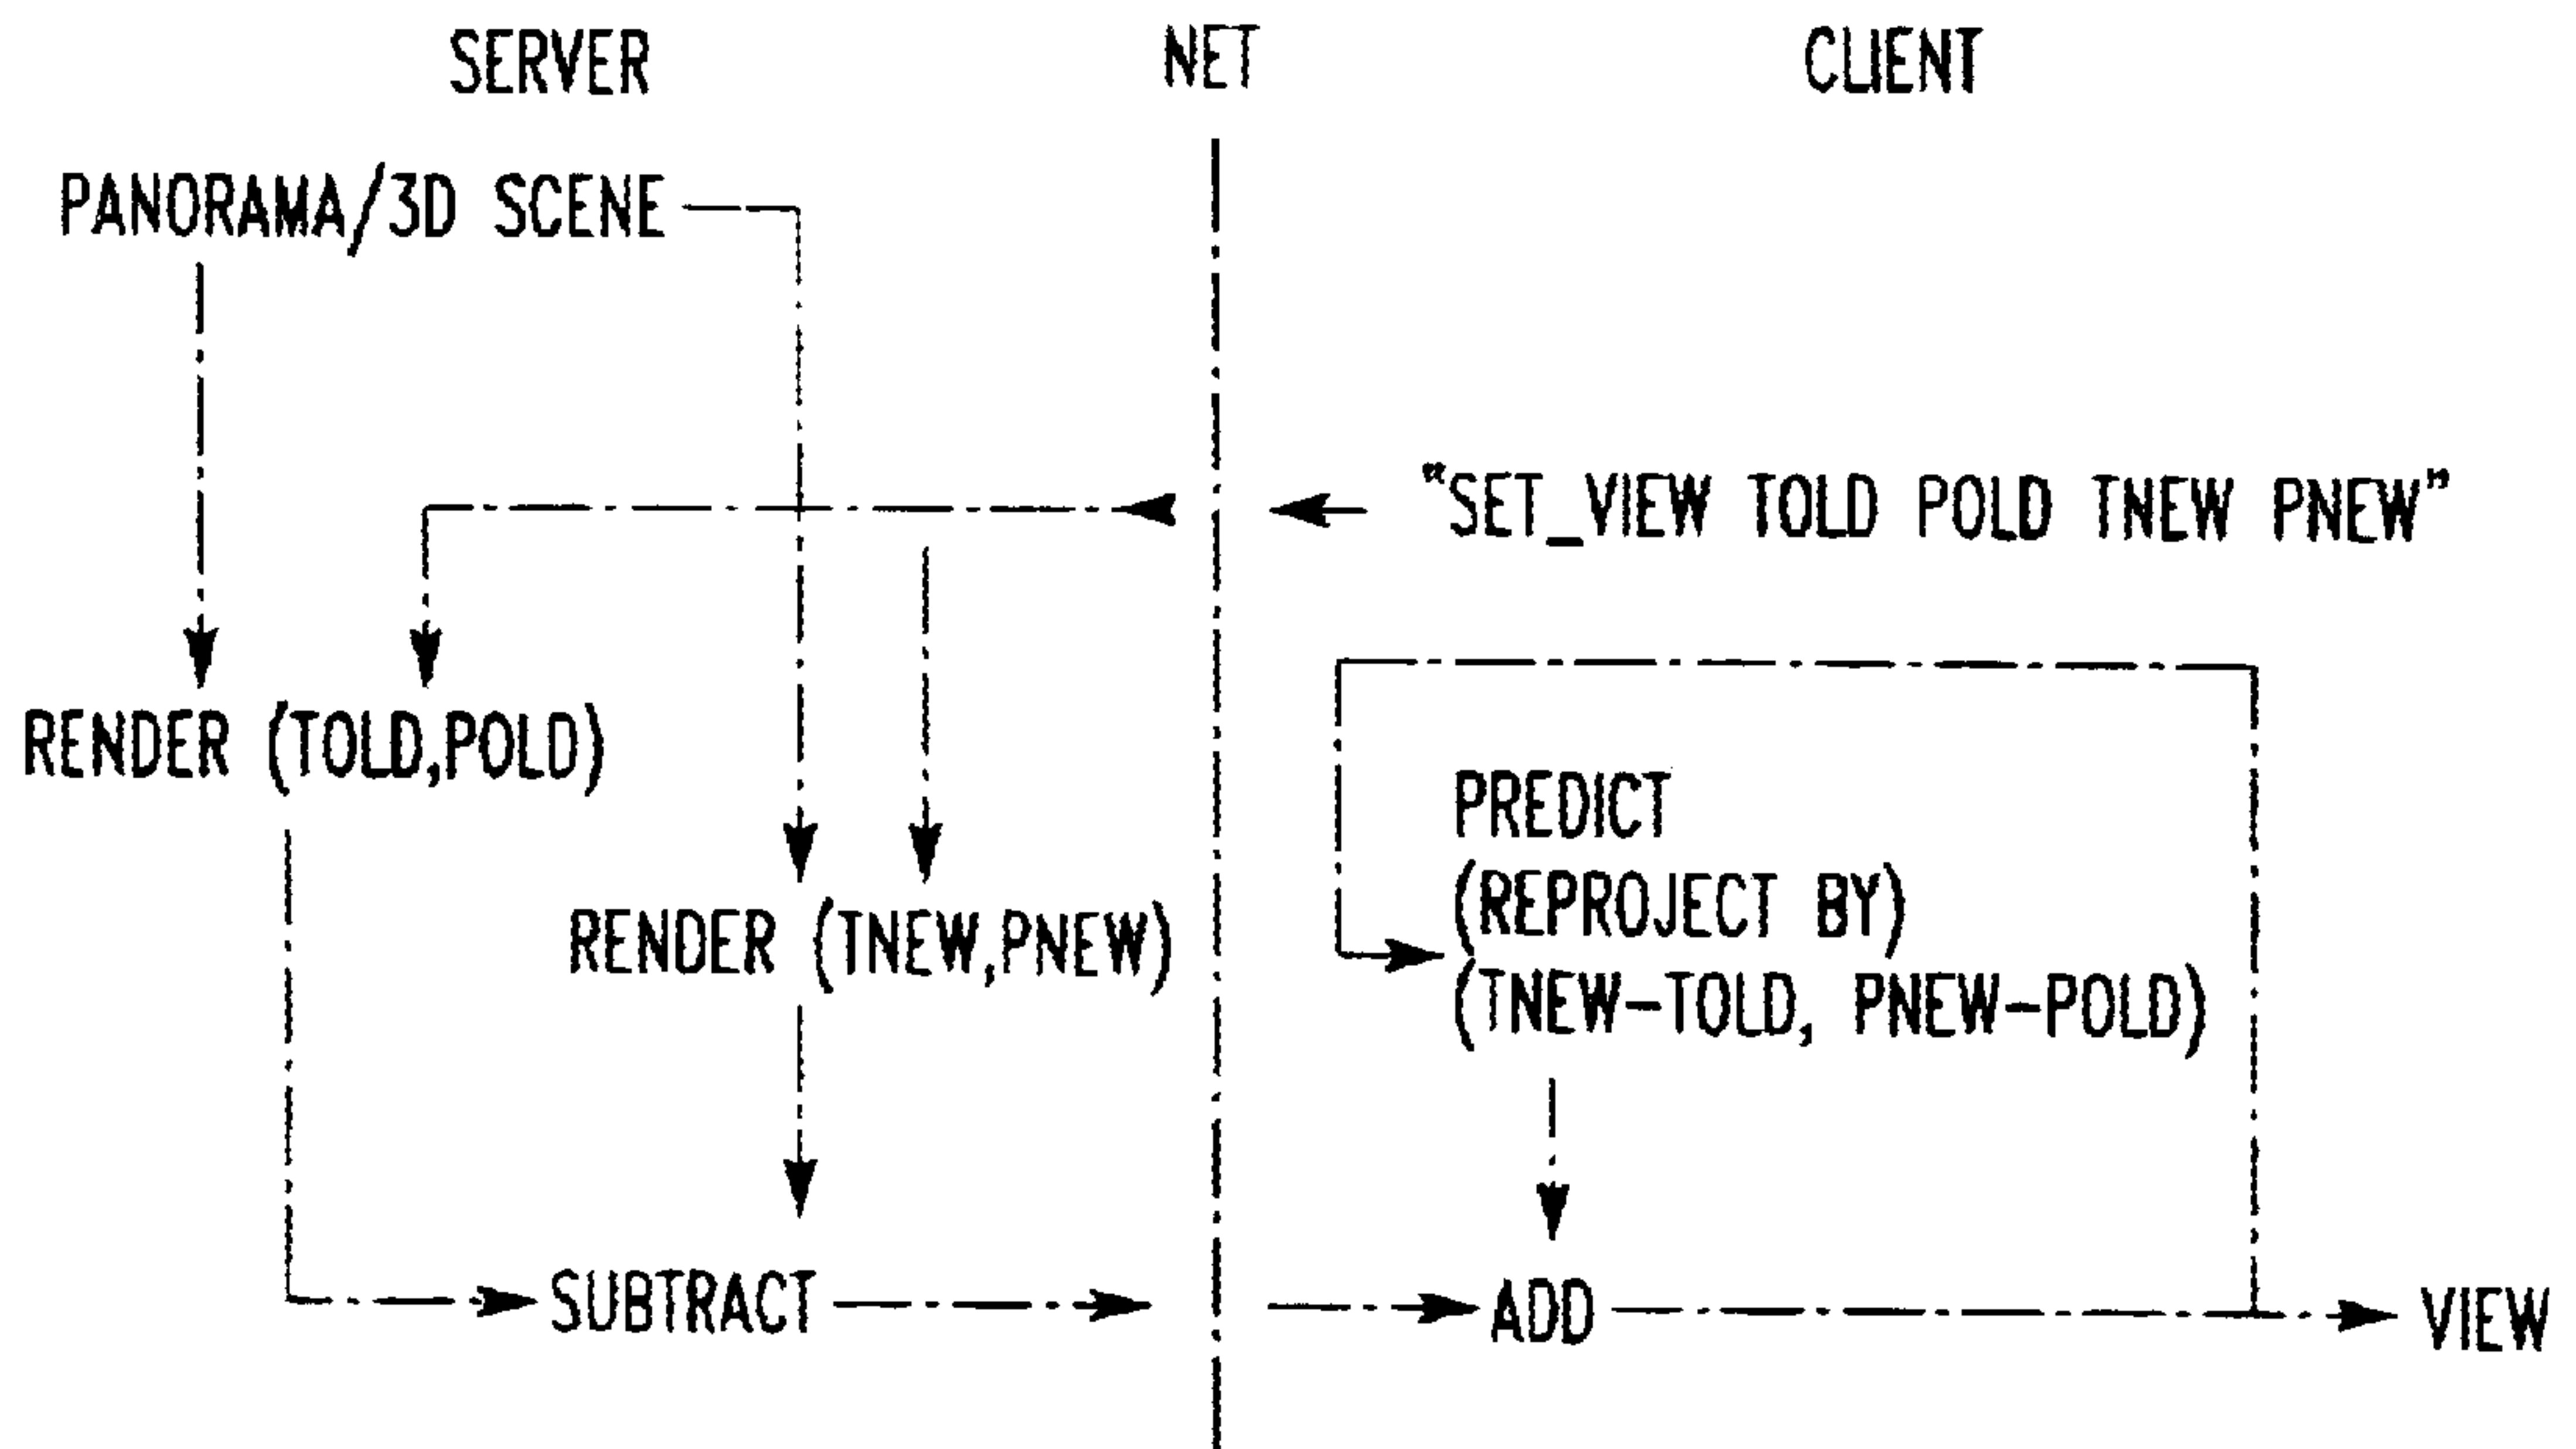 SERVER
NET
CLIENT
PANORAMA/3D SCENE
"SET_VIEW TOLD POLD TNEW PNEW"
RENDER (TOLD,POLD)
PREDICT
(REPROJECT BY)
(TNEW-TOLD, PNEW-POLD)
RENDER (TNEW,PNEW)
SUBTRACT
ADD
VIEW